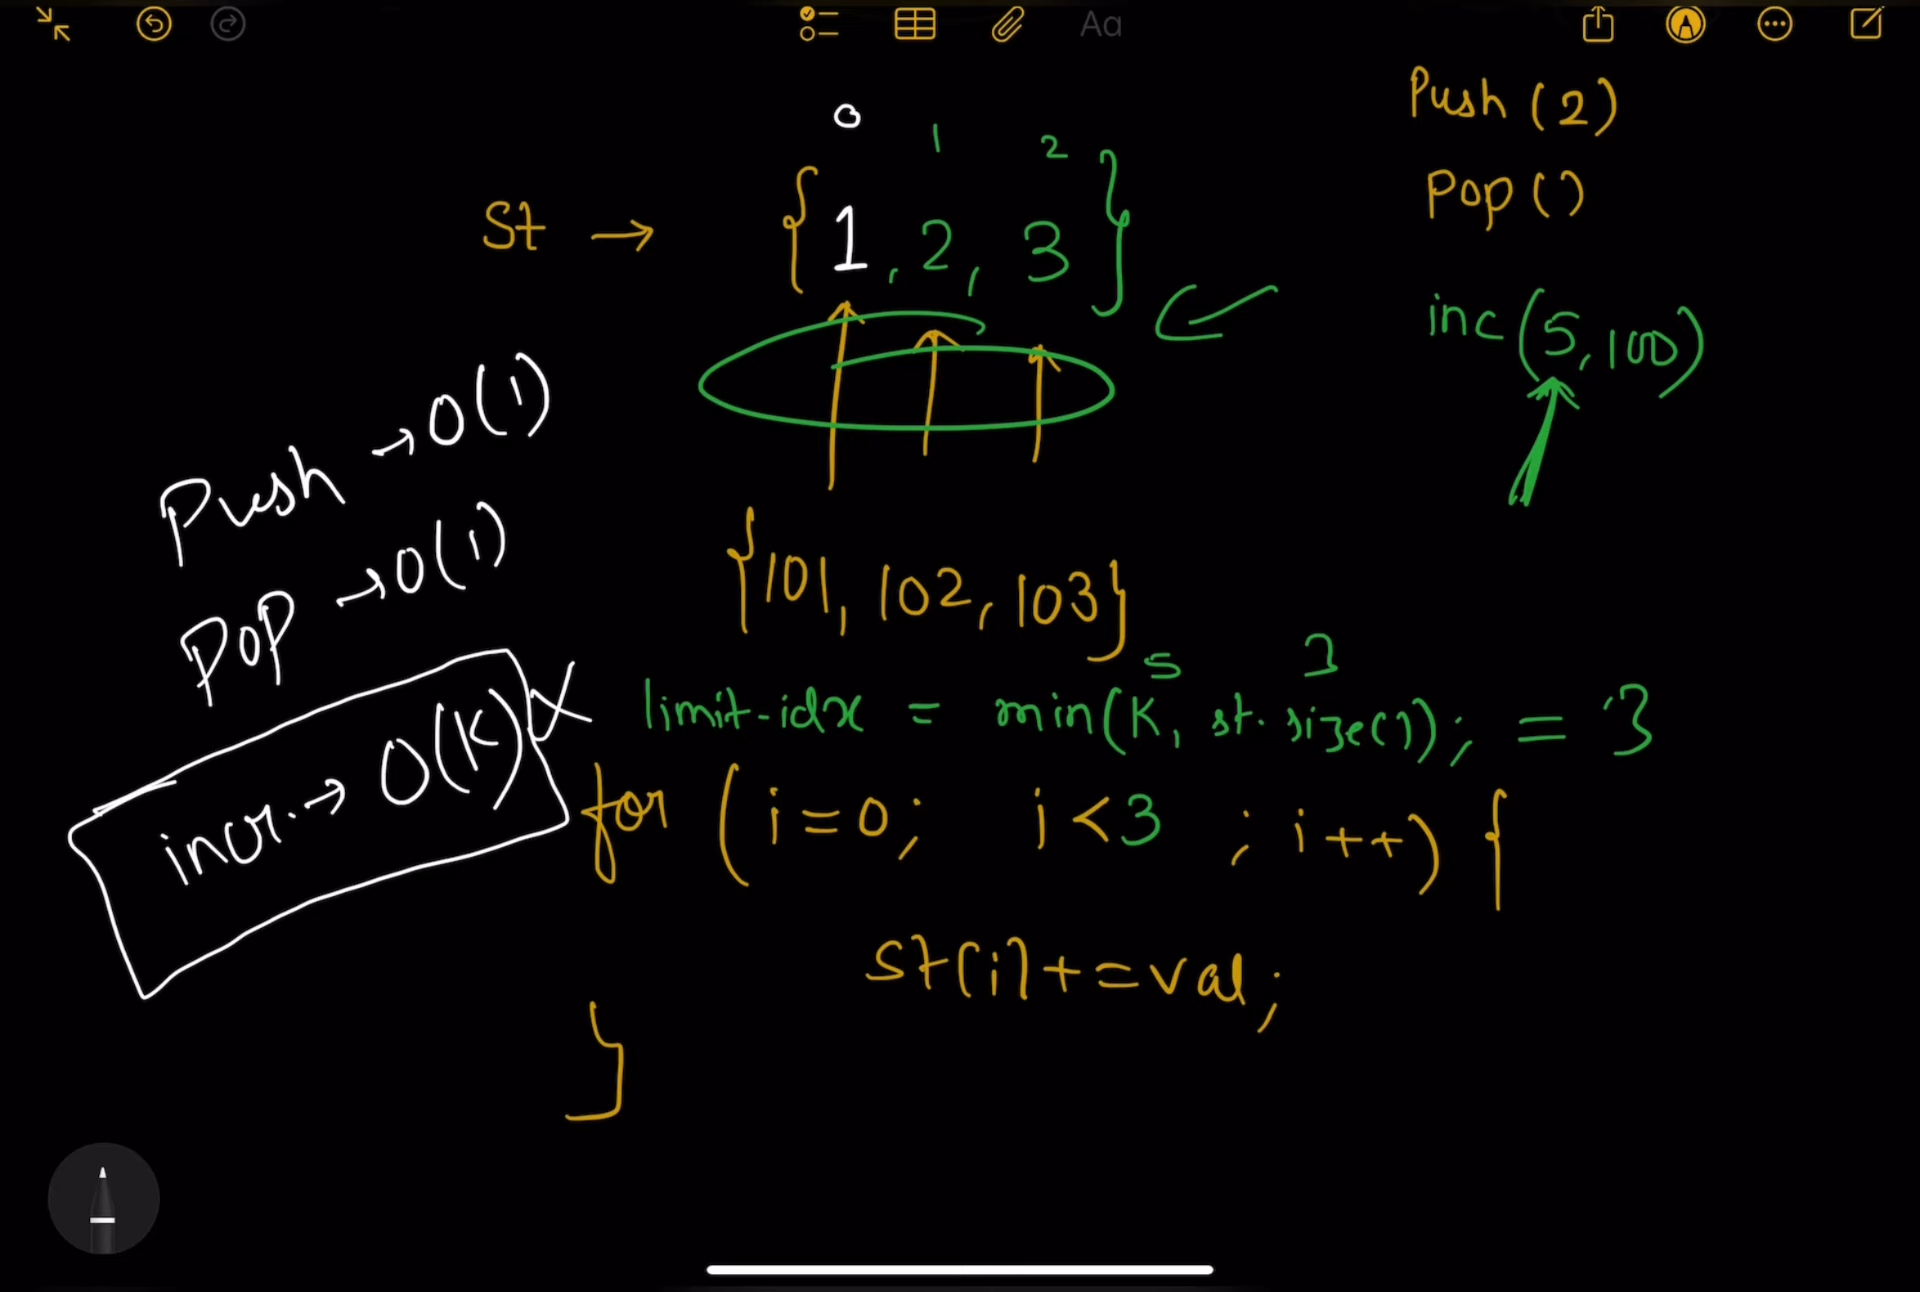 Aa
Push (2)
0 1 2
Pop ()
St → {1, 2, 3}
inc (5, 100)
Push → O(1)
Pop → O(1)
{101, 102, 103}
5 3
limit-idx = min(K, st. size()); = 3
incr. → O(K) X
for (i=0; i<3 ; i++) {
st[i]+=val;
}